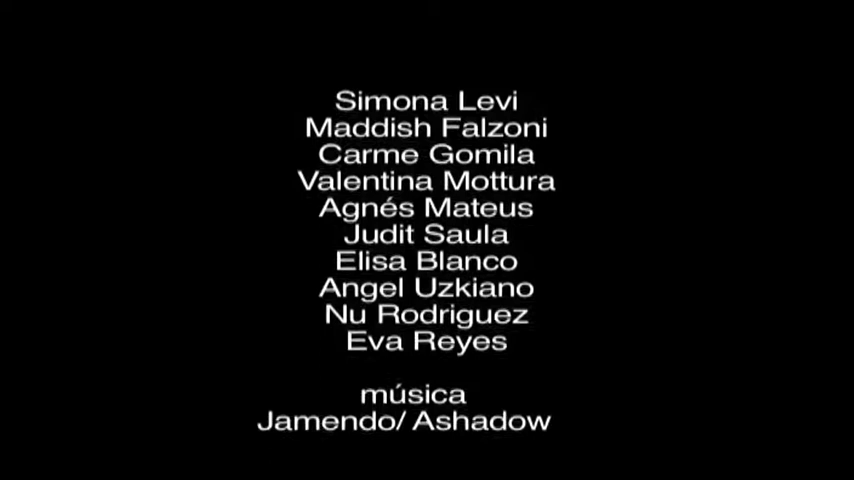 Simona Levi
Maddish Falzoni
Carme Gomila
Valentina Mottura
Agnés Mateus
Judit Saula
Elisa Blanco
Angel Uzkiano
Nu Rodriguez
Eva Reyes
música
Jamendo/ Ashadow